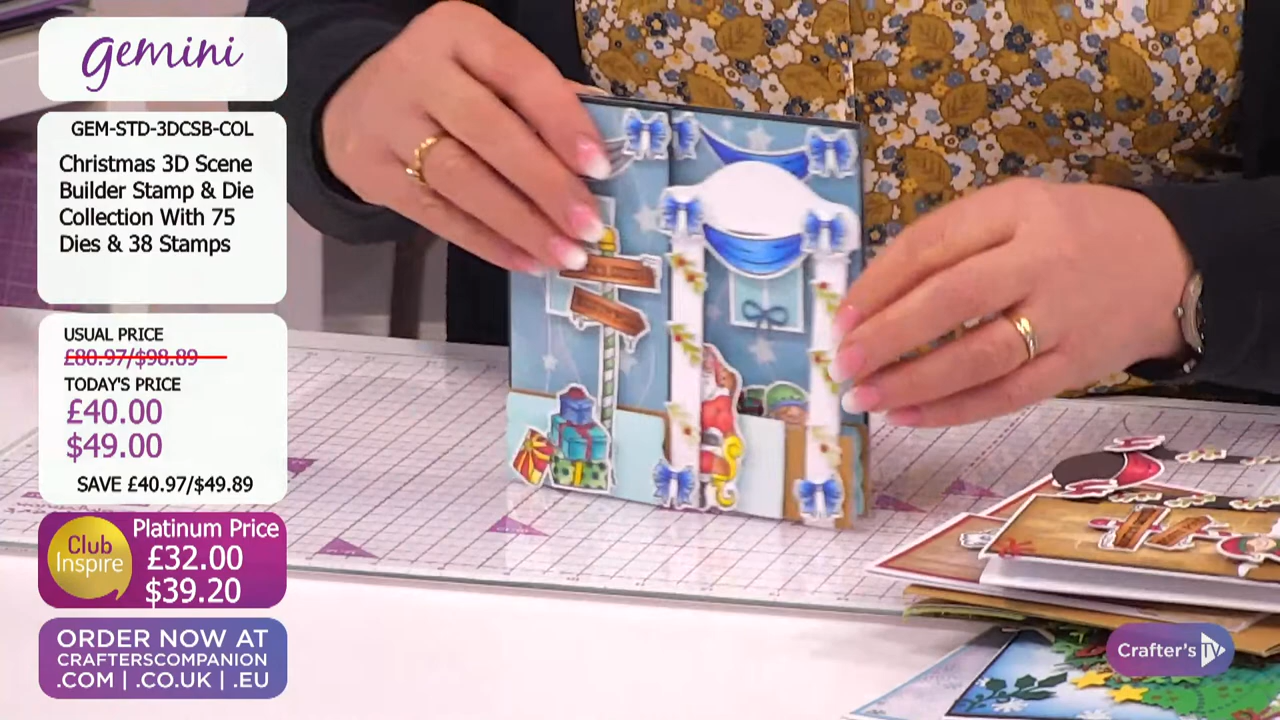 gemini
GEM-STD-3DCSB-COL
Christmas 3D Scene
Builder Stamp & Die
Collection With 75
Dies & 38 Stamps
USUAL PRICE
£80.97/$98.89
TODAY'S PRICE
£40.00
$49.00
SAVE £40.97/$49.89
Club
Inspire
Platinum Price
£32.00
$39.20
ORDER NOW AT
CRAFTERSCOMPANION
.COM | .CO.UK | .EU
Crafter's TV